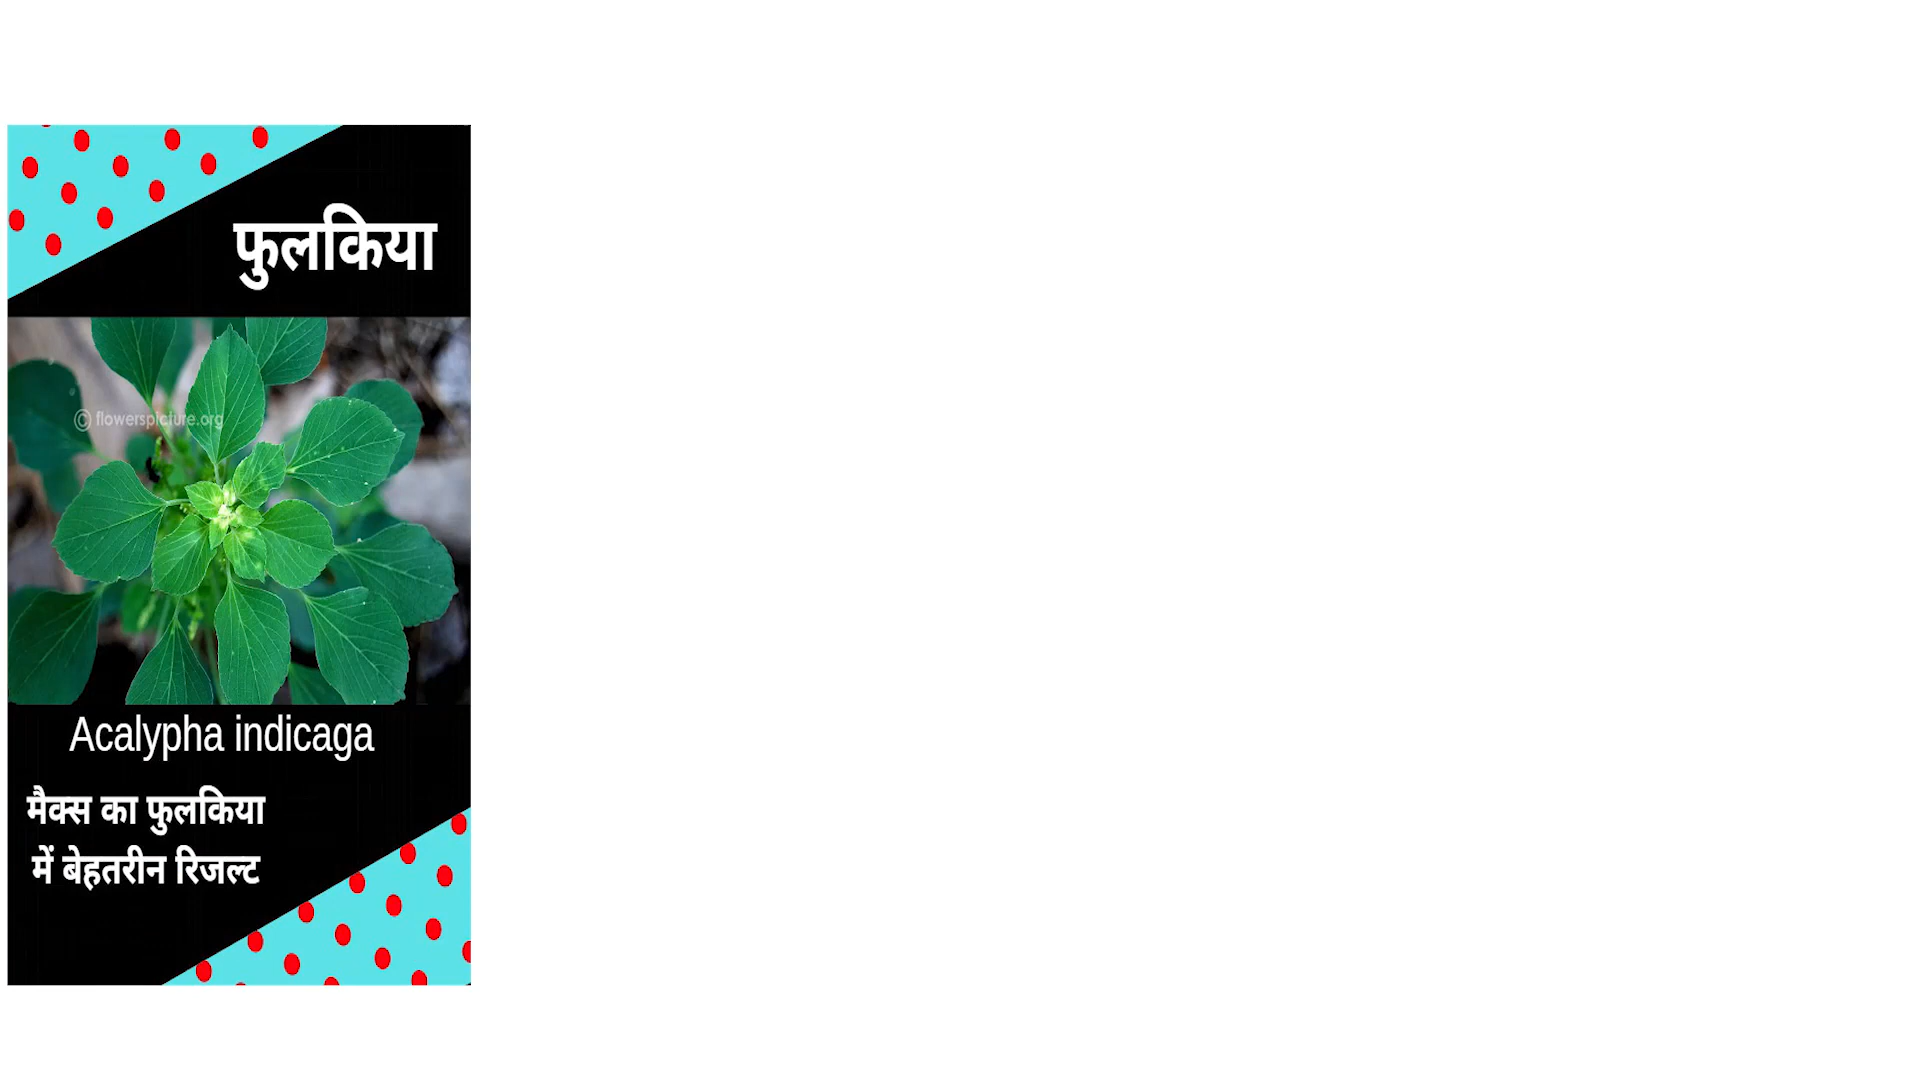 फुलकिया
© flowerspicture.org
Acalypha indicaga
मैक्स का फुलकिया
में बेहतरीन रिजल्ट